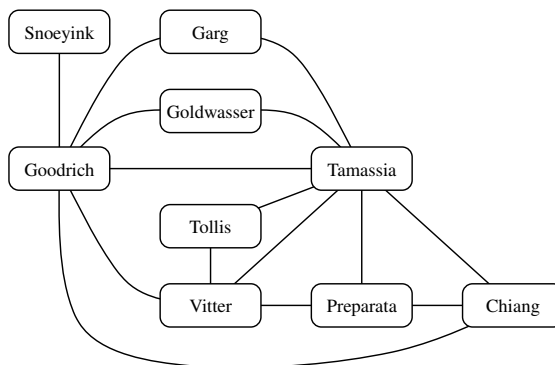 Snoeyink
Garg
Goldwasser
Goodrich
Tamassia
Tollis
Vitter
Preparata
Chiang